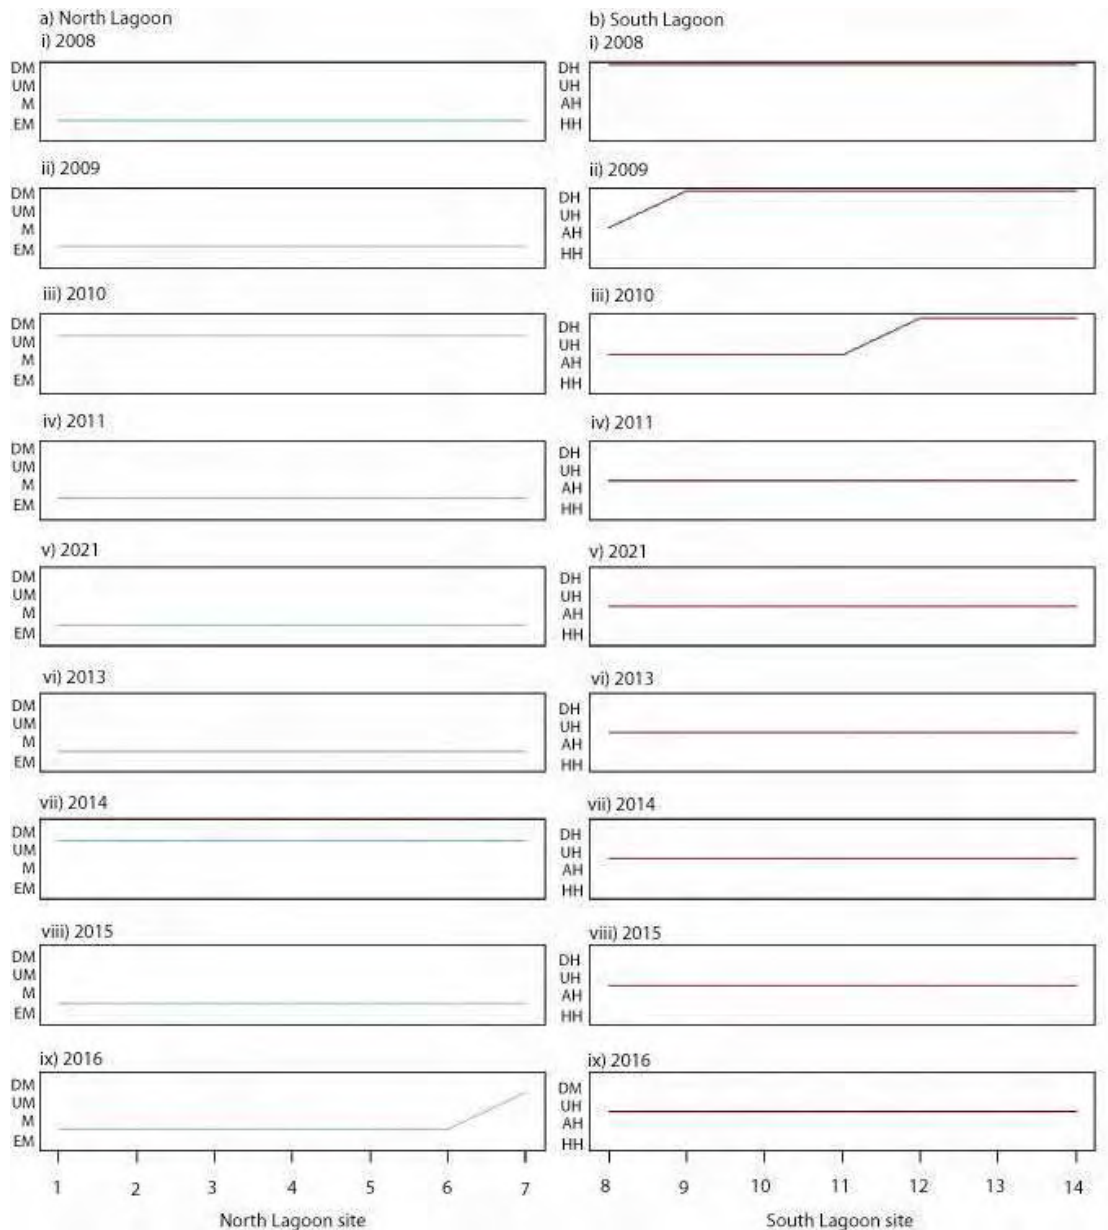 a) North Lagoon
i) 2008
DM
UM
M
EM
ii) 2009
DM
UM
M
EM
iii) 2010
DM
UM
M
EM
iv) 2011
DM
UM
M
EM
v) 2021
DM
UM
M
EM
vi) 2013
DM
UM
M
EM
vii) 2014
DM
UM
M
EM
viii) 2015
DM
UM
M
EM
ix) 2016
DM
UM
M
EM
1 2 3 4 5 6 7
North Lagoon site
b) South Lagoon
i) 2008
DH
UH
AH
HH
ii) 2009
DH
UH
AH
HH
iii) 2010
DH
UH
AH
HH
iv) 2011
DH
UH
AH
HH
v) 2021
DH
UH
AH
HH
vi) 2013
DH
UH
AH
HH
vii) 2014
DH
UH
AH
HH
viii) 2015
DH
UH
AH
HH
ix) 2016
DM
UH
AH
HH
8 9 10 11 12 13 14
South Lagoon site